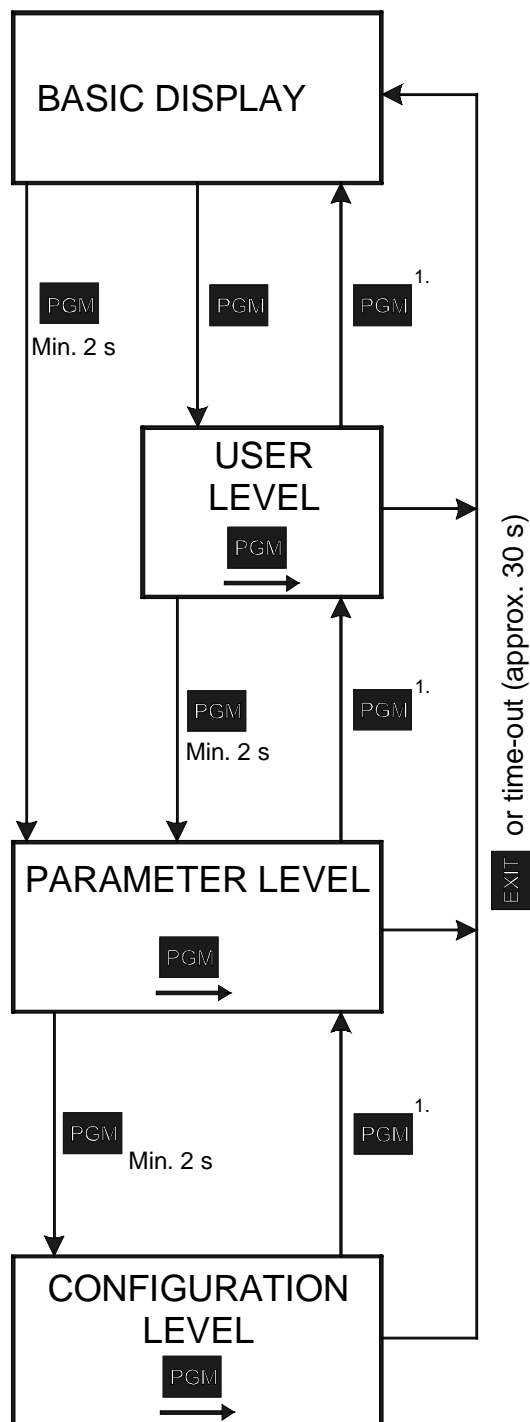 BASIC DISPLAY
PGM
Min. 2 s
PGM
PGM 1.
USER
LEVEL
PGM
PGM
Min. 2 s
PGM 1.
EXIT or time-out (approx. 30 s)
PARAMETER LEVEL
PGM
PGM
Min. 2 s
PGM 1.
CONFIGURATION
LEVEL
PGM